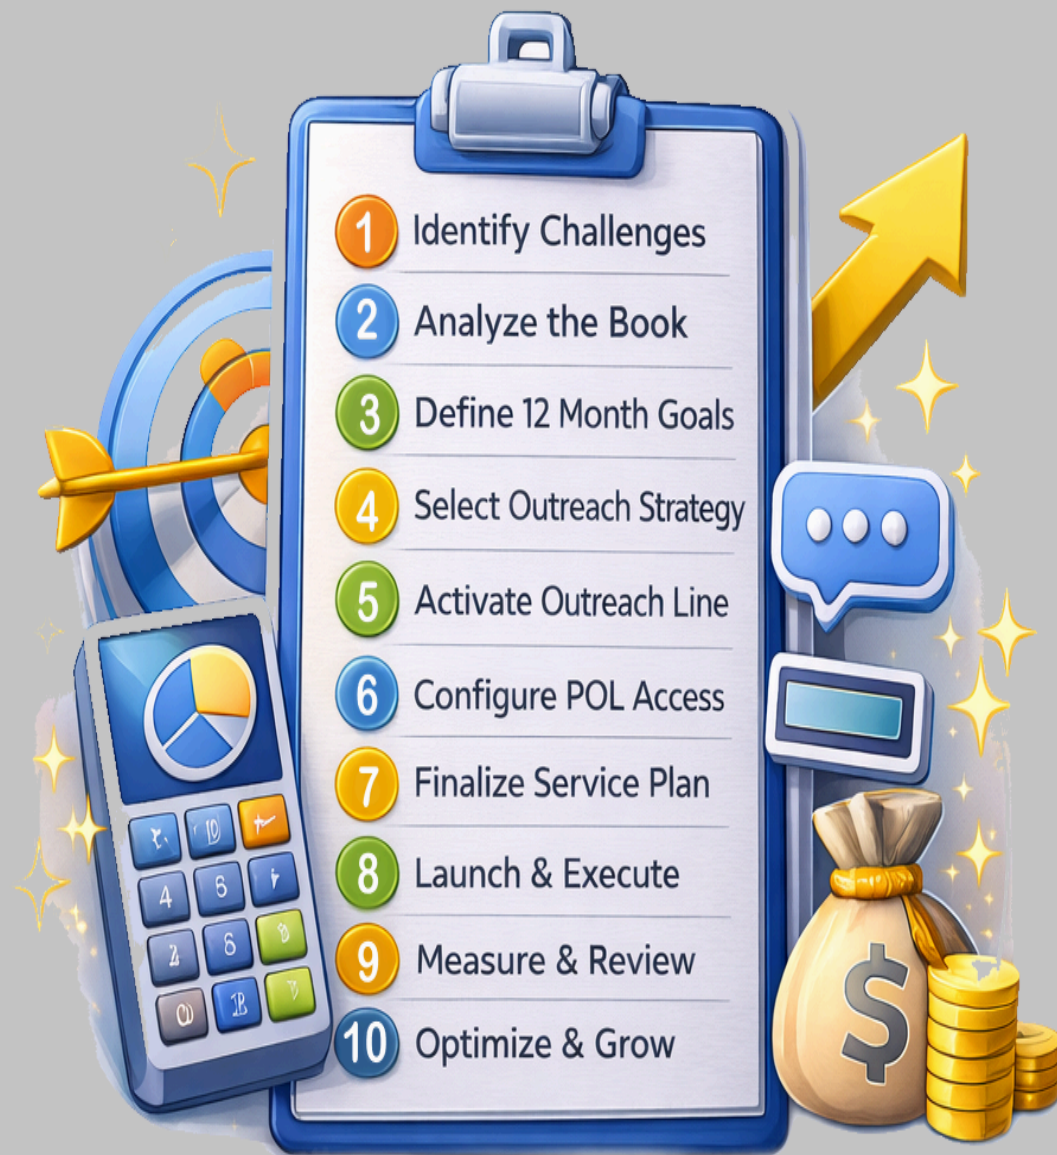 1 Identify Challenges
2 Analyze the Book
3 Define 12 Month Goals
4 Select Outreach Strategy
5 Activate Outreach Line
6 Configure POL Access
7 Finalize Service Plan
8 Launch & Execute
9 Measure & Review
10 Optimize & Grow
$